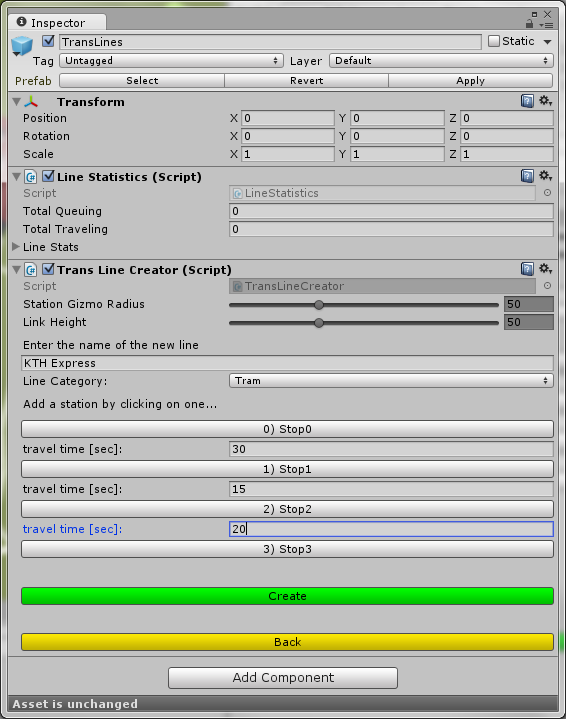 Inspector
TransLines Static
Tag Untagged Layer Default
Prefab Select Revert Apply
Transform
Position X 0 Y 0 Z 0
Rotation X 0 Y 0 Z 0
Scale X 1 Y 1 Z 1
Line Statistics (Script)
Script LineStatistics
Total Queuing 0
Total Traveling 0
Line Stats
Trans Line Creator (Script)
Script TransLineCreator
Station Gizmo Radius 50
Link Height 50
Enter the name of the new line
KTH Express
Line Category: Tram
Add a station by clicking on one...
0) Stop0
travel time [sec]: 30
1) Stop1
travel time [sec]: 15
2) Stop2
travel time [sec]: 20
3) Stop3
Create
Back
Add Component
Asset is unchanged